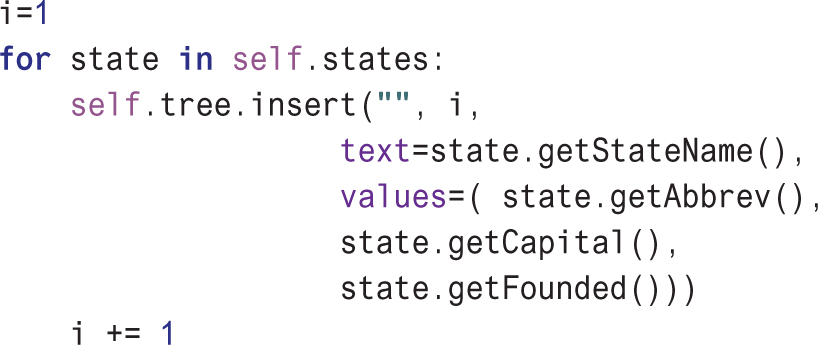 i=1
for state in self.states:
    self.tree.insert("", i,
                   text=state.getStateName(),
                   values=( state.getAbbrev(),
                   state.getCapital(),
                   state.getFounded()))
    i += 1